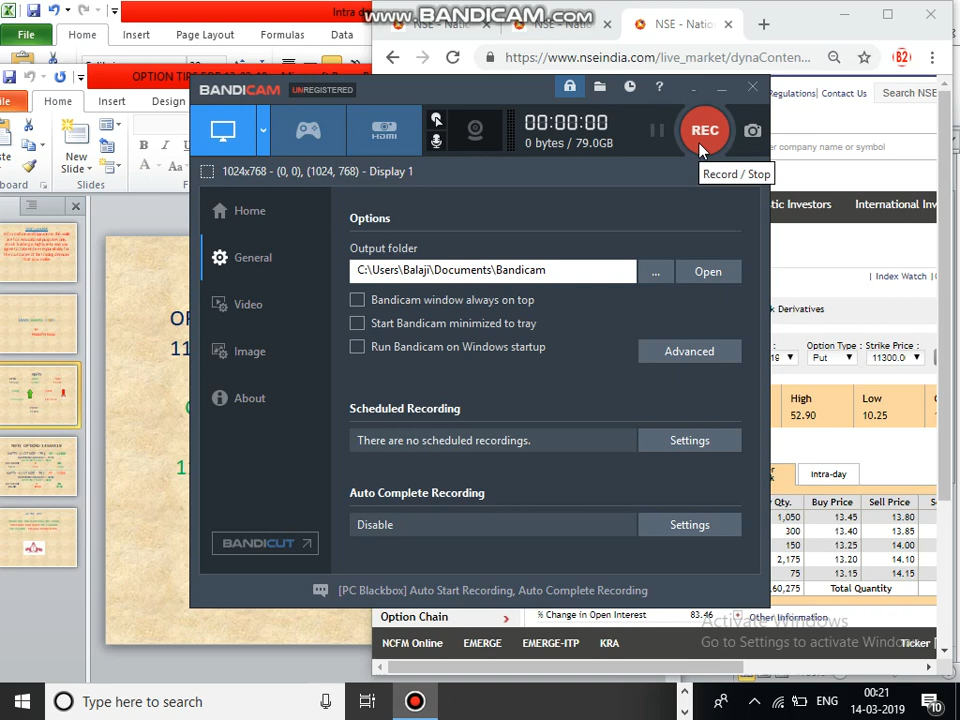 www.BANDICAM.com
Intra da
File Home Insert Page Layout Formulas Data
NSE - Natio
https://www.nseindia.com/live_market/dynaConten...
OPTION TIPS FOR
Home Insert Design
New
Slide
Slides
BANDICAM UNREGISTERED
HDMI
00:00:00
0 bytes / 79.0GB
REC
Record / Stop
1024x768 - (0, 0), (1024, 768) - Display 1
Home
General
Video
Image
About
BANDICUT
Options
Output folder
C:\Users\Balaji\Documents\Bandicam
... Open
Bandicam window always on top
Start Bandicam minimized to tray
Run Bandicam on Windows startup
Advanced
Scheduled Recording
There are no scheduled recordings.
Settings
Auto Complete Recording
Disable
Settings
[PC Blackbox] Auto Start Recording, Auto Complete Recording
Regulations| Contact Us
Search NSE
company name or symbol
tic Investors International Inv
| Index Watch |
k Derivatives
Option Type : Strike Price :
19 Put 11300.0
High Low
52.90 10.25
Intra-day
Qty. Buy Price Sell Price
1,050 13.45 13.80
300 13.40 13.85
150 13.25 14.00
2,175 13.20 14.10
75 13.15 14.15
60,275 Total Quantity
Option Chain
% Change in Open Interest 83.46
Other Information
NCFM Online EMERGE EMERGE-ITP KRA Ticker
Activate Windows
Go to Settings to activate Windows
Type here to search
ENG
00:21
14-03-2019
10